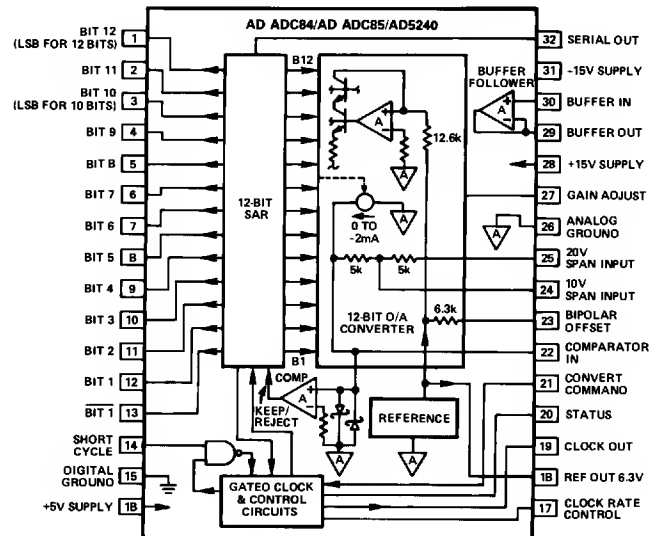 AD ADC84/AD ADC85/AD5240
BIT 12
(LSB FOR 12 BITS)
1
BIT 11
2
BIT 10
(LSB FOR 10 BITS)
3
BIT 9
4
BIT B
5
BIT 7
6
BIT 6
7
BIT 5
B
BIT 4
9
BIT 3
10
BIT 2
11
BIT 1
12
BIT 1
13
SHORT
CYCLE
14
DIGITAL
GROUND
15
+5V SUPPLY
1B
12-BIT
SAR
B12
B1
A
12.6k
A
A
0 TO
-2mA
5k
5k
6.3k
12-BIT O/A
CONVERTER
COMP
KEEP/
REJECT
A
A
REFERENCE
A
GATEO CLOCK
& CONTROL
CIRCUITS
BUFFER
FOLLOWER
A
A
32
SERIAL OUT
31
-15V SUPPLY
30
BUFFER IN
29
BUFFER OUT
28
+15V SUPPLY
27
GAIN AOJUST
26
ANALOG
GROUND
25
20V
SPAN INPUT
24
10V
SPAN INPUT
23
BIPOLAR
OFFSET
22
COMPARATOR
IN
21
CONVERT
COMMANO
20
STATUS
19
CLOCK OUT
1B
REF OUT 6.3V
17
CLOCK RATE
CONTROL